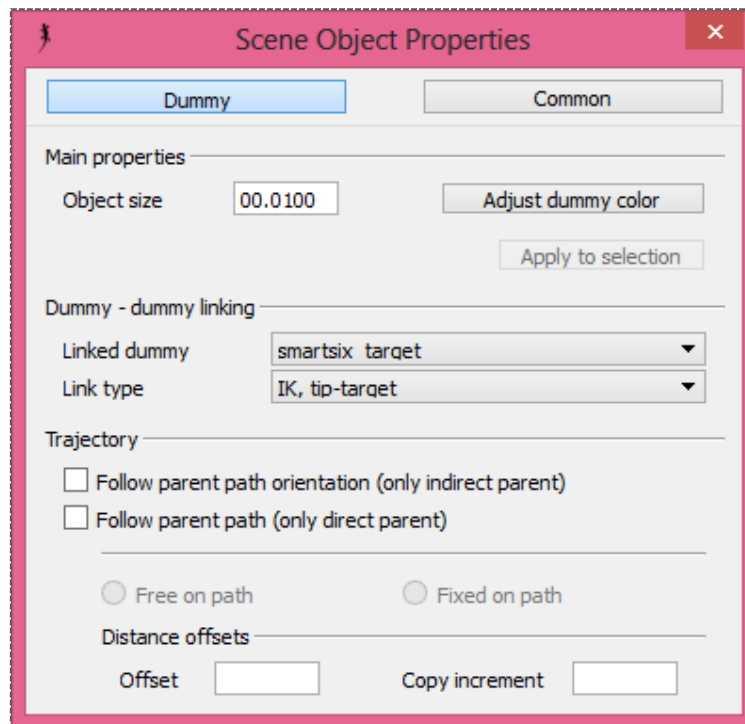 Scene Object Properties
Dummy Common
Main properties
Object size 00.0100 Adjust dummy color
Apply to selection
Dummy - dummy linking
Linked dummy smartsix_target
Link type IK, tip-target
Trajectory
Follow parent path orientation (only indirect parent)
Follow parent path (only direct parent)
Free on path Fixed on path
Distance offsets
Offset Copy increment